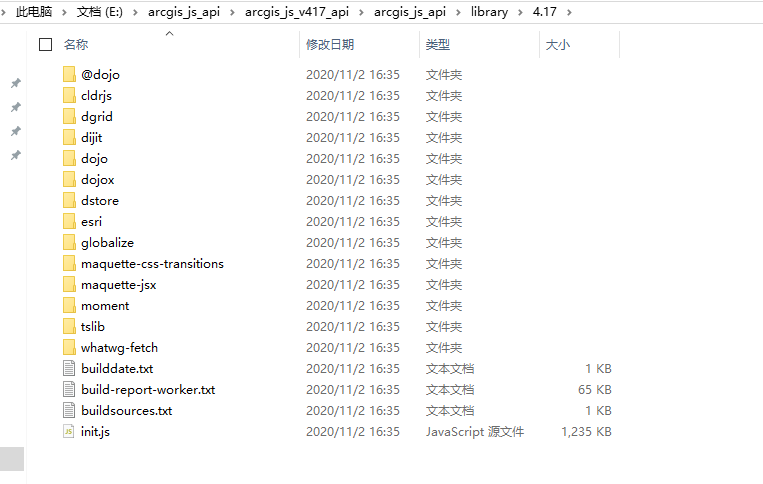 此电脑 > 文档 (E:) > arcgis_js_api > arcgis_js_v417_api > arcgis_js_api > library > 4.17 >
名称 修改日期 类型 大小
@dojo 2020/11/2 16:35 文件夹
cldrjs 2020/11/2 16:35 文件夹
dgrid 2020/11/2 16:35 文件夹
dijit 2020/11/2 16:35 文件夹
dojo 2020/11/2 16:35 文件夹
dojox 2020/11/2 16:35 文件夹
dstore 2020/11/2 16:35 文件夹
esri 2020/11/2 16:35 文件夹
globalize 2020/11/2 16:35 文件夹
maquette-css-transitions 2020/11/2 16:35 文件夹
maquette-jsx 2020/11/2 16:35 文件夹
moment 2020/11/2 16:35 文件夹
tslib 2020/11/2 16:35 文件夹
whatwg-fetch 2020/11/2 16:35 文件夹
builddate.txt 2020/11/2 16:35 文本文档 1 KB
build-report-worker.txt 2020/11/2 16:35 文本文档 65 KB
buildsources.txt 2020/11/2 16:35 文本文档 1 KB
init.js 2020/11/2 16:35 JavaScript 源文件 1,235 KB